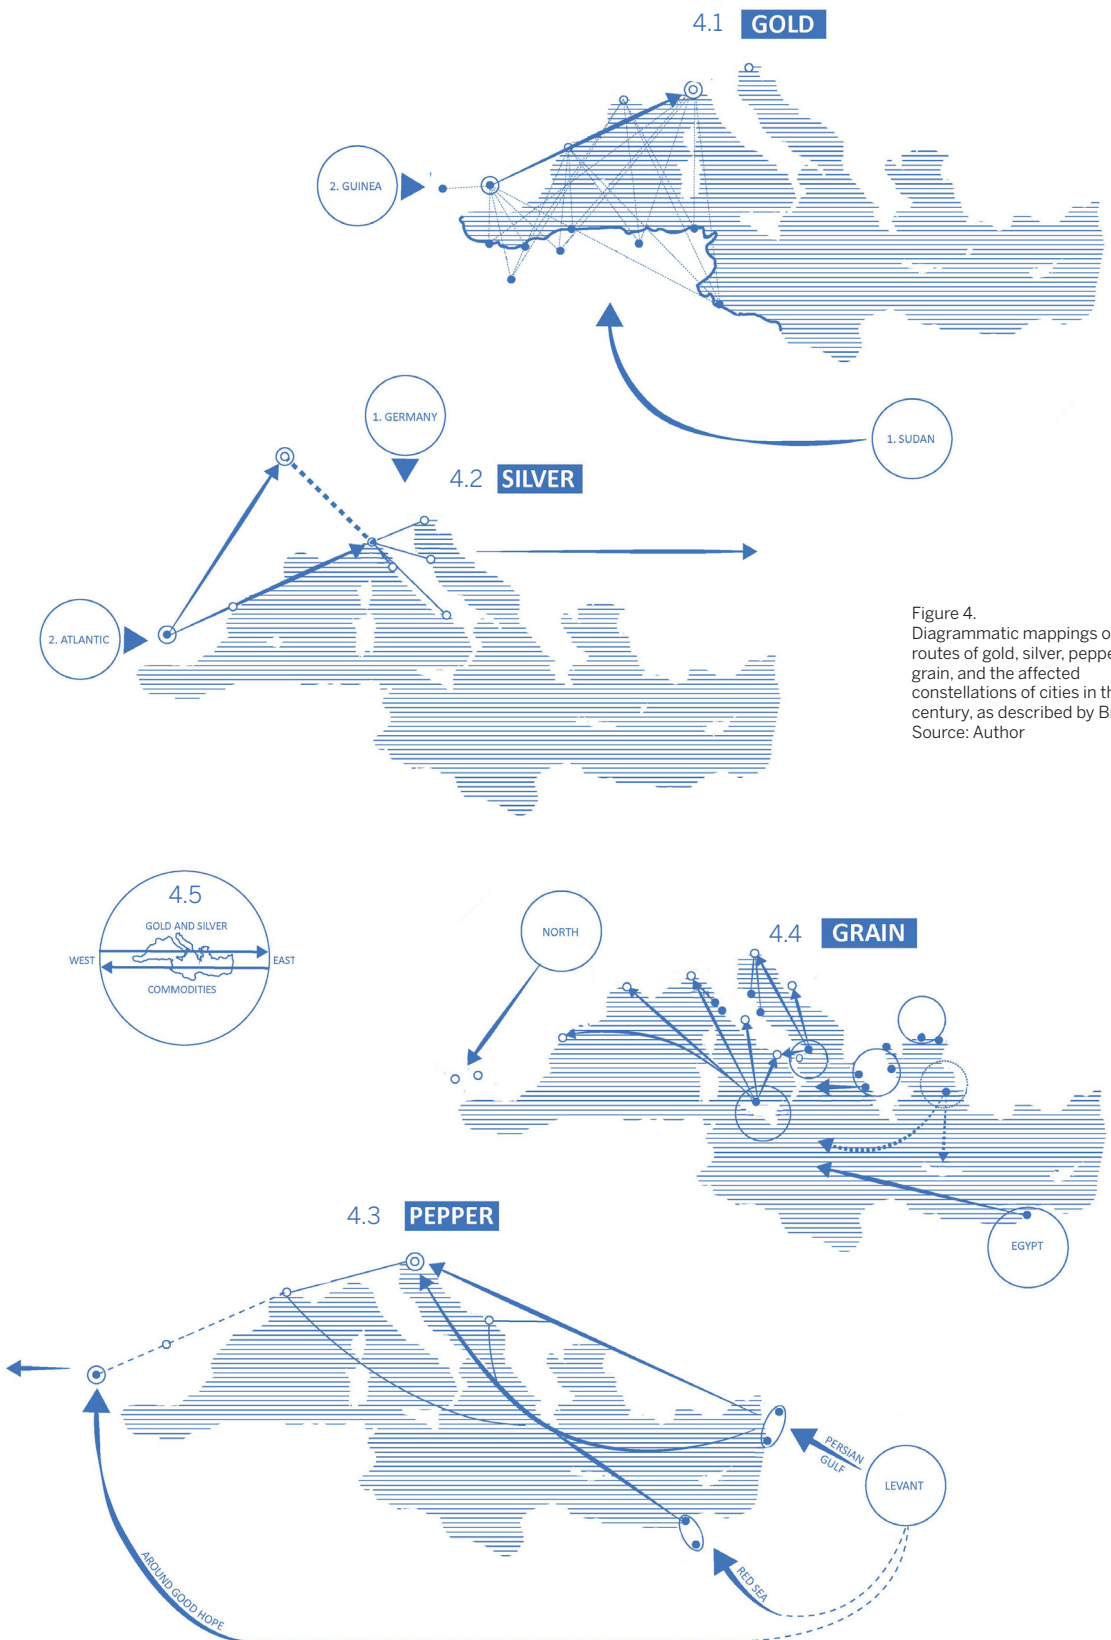 4.1 GOLD
2. GUINEA
1. SUDAN
1. GERMANY
4.2 SILVER
2. ATLANTIC
Figure 4.
Diagrammatic mappings
routes of gold, silver,
grain, and the affected
constellations of cities in
century, as described by
Source: Author
4.5
GOLD AND SILVER
WEST
EAST
COMMODITIES
NORTH
4.4 GRAIN
EGYPT
4.3 PEPPER
PERSIAN
GULF
LEVANT
RED SEA
AROUND GOOD HOPE